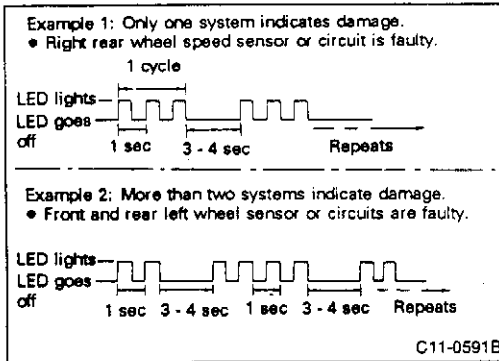 Example 1: Only one system indicates damage.
● Right rear wheel speed sensor or circuit is faulty.
1 cycle
LED lights
LED goes
off
1 sec
3 - 4 sec
Repeats
Example 2: More than two systems indicate damage.
● Front and rear left wheel sensor or circuits are faulty.
LED lights
LED goes
off
1 sec
3 - 4 sec
1 sec
3 - 4 sec
Repeats
C11-0591E